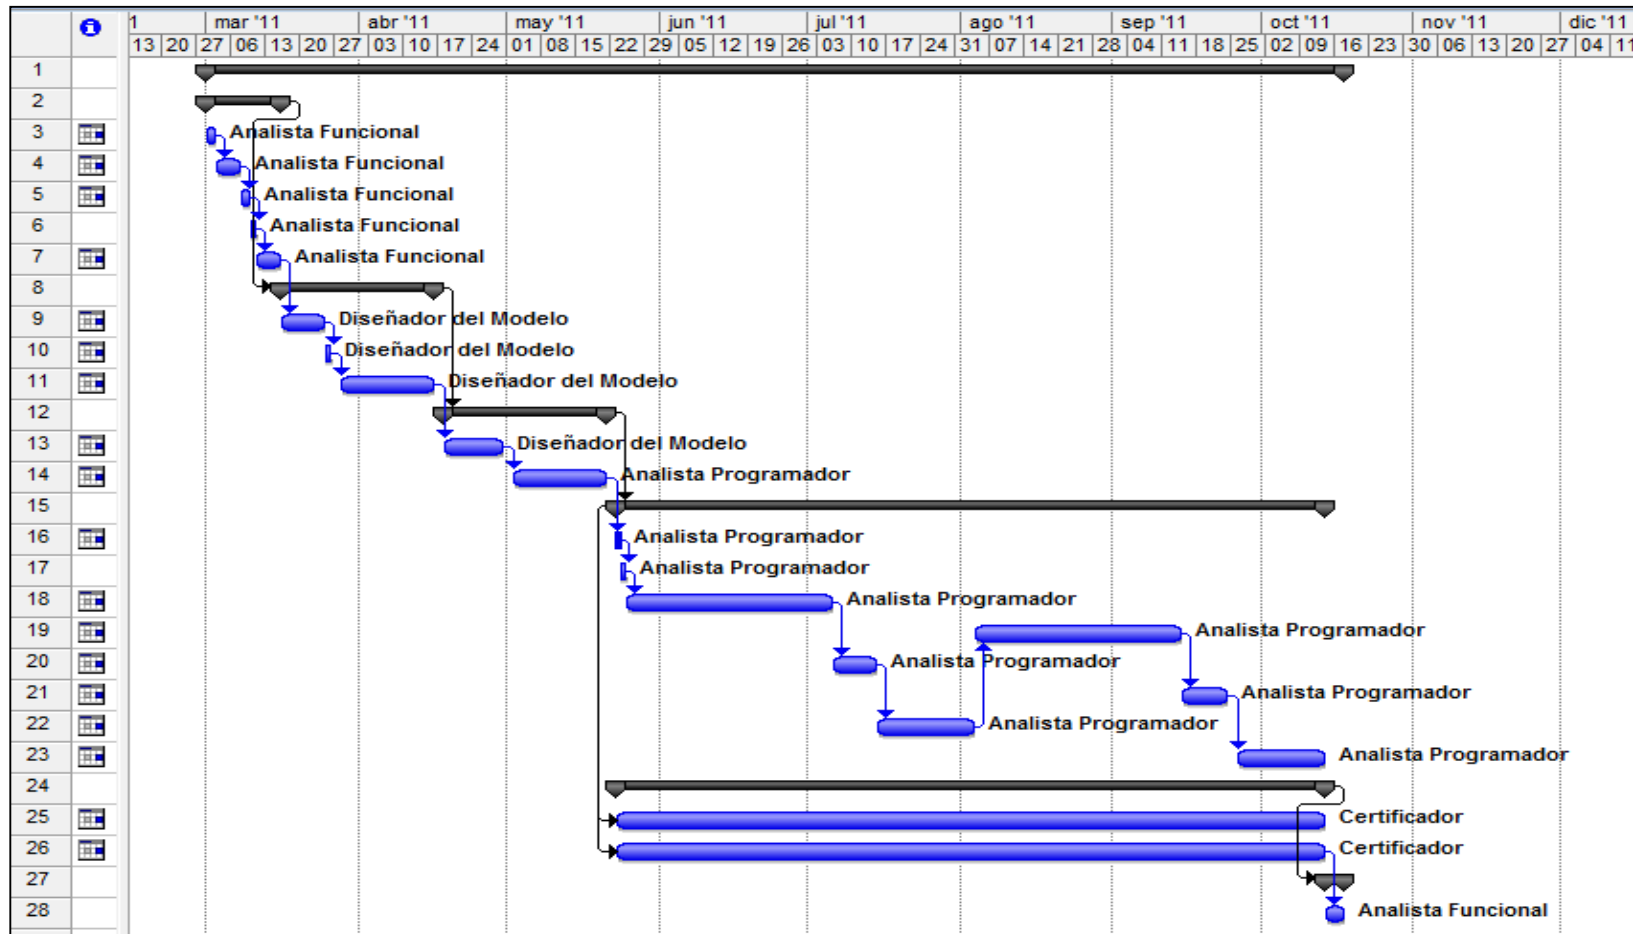 1 mar '11 abr '11 may '11 jun '11 jul '11 ago '11 sep '11 oct '11 nov '11 dic '11
13 20 27 06 13 20 27 03 10 17 24 01 08 15 22 29 05 12 19 26 03 10 17 24 31 07 14 21 28 04 11 18 25 02 09 16 23 30 06 13 20 27 04 11
1
2
3 Analista Funcional
4 Analista Funcional
5 Analista Funcional
6 Analista Funcional
7 Analista Funcional
8
9 Diseñador del Modelo
10 Diseñador del Modelo
11 Diseñador del Modelo
12
13 Diseñador del Modelo
14 Analista Programador
15
16 Analista Programador
17 Analista Programador
18 Analista Programador
19 Analista Programador
20 Analista Programador
21 Analista Programador
22 Analista Programador
23 Analista Programador
24
25 Certificador
26 Certificador
27
28 Analista Funcional